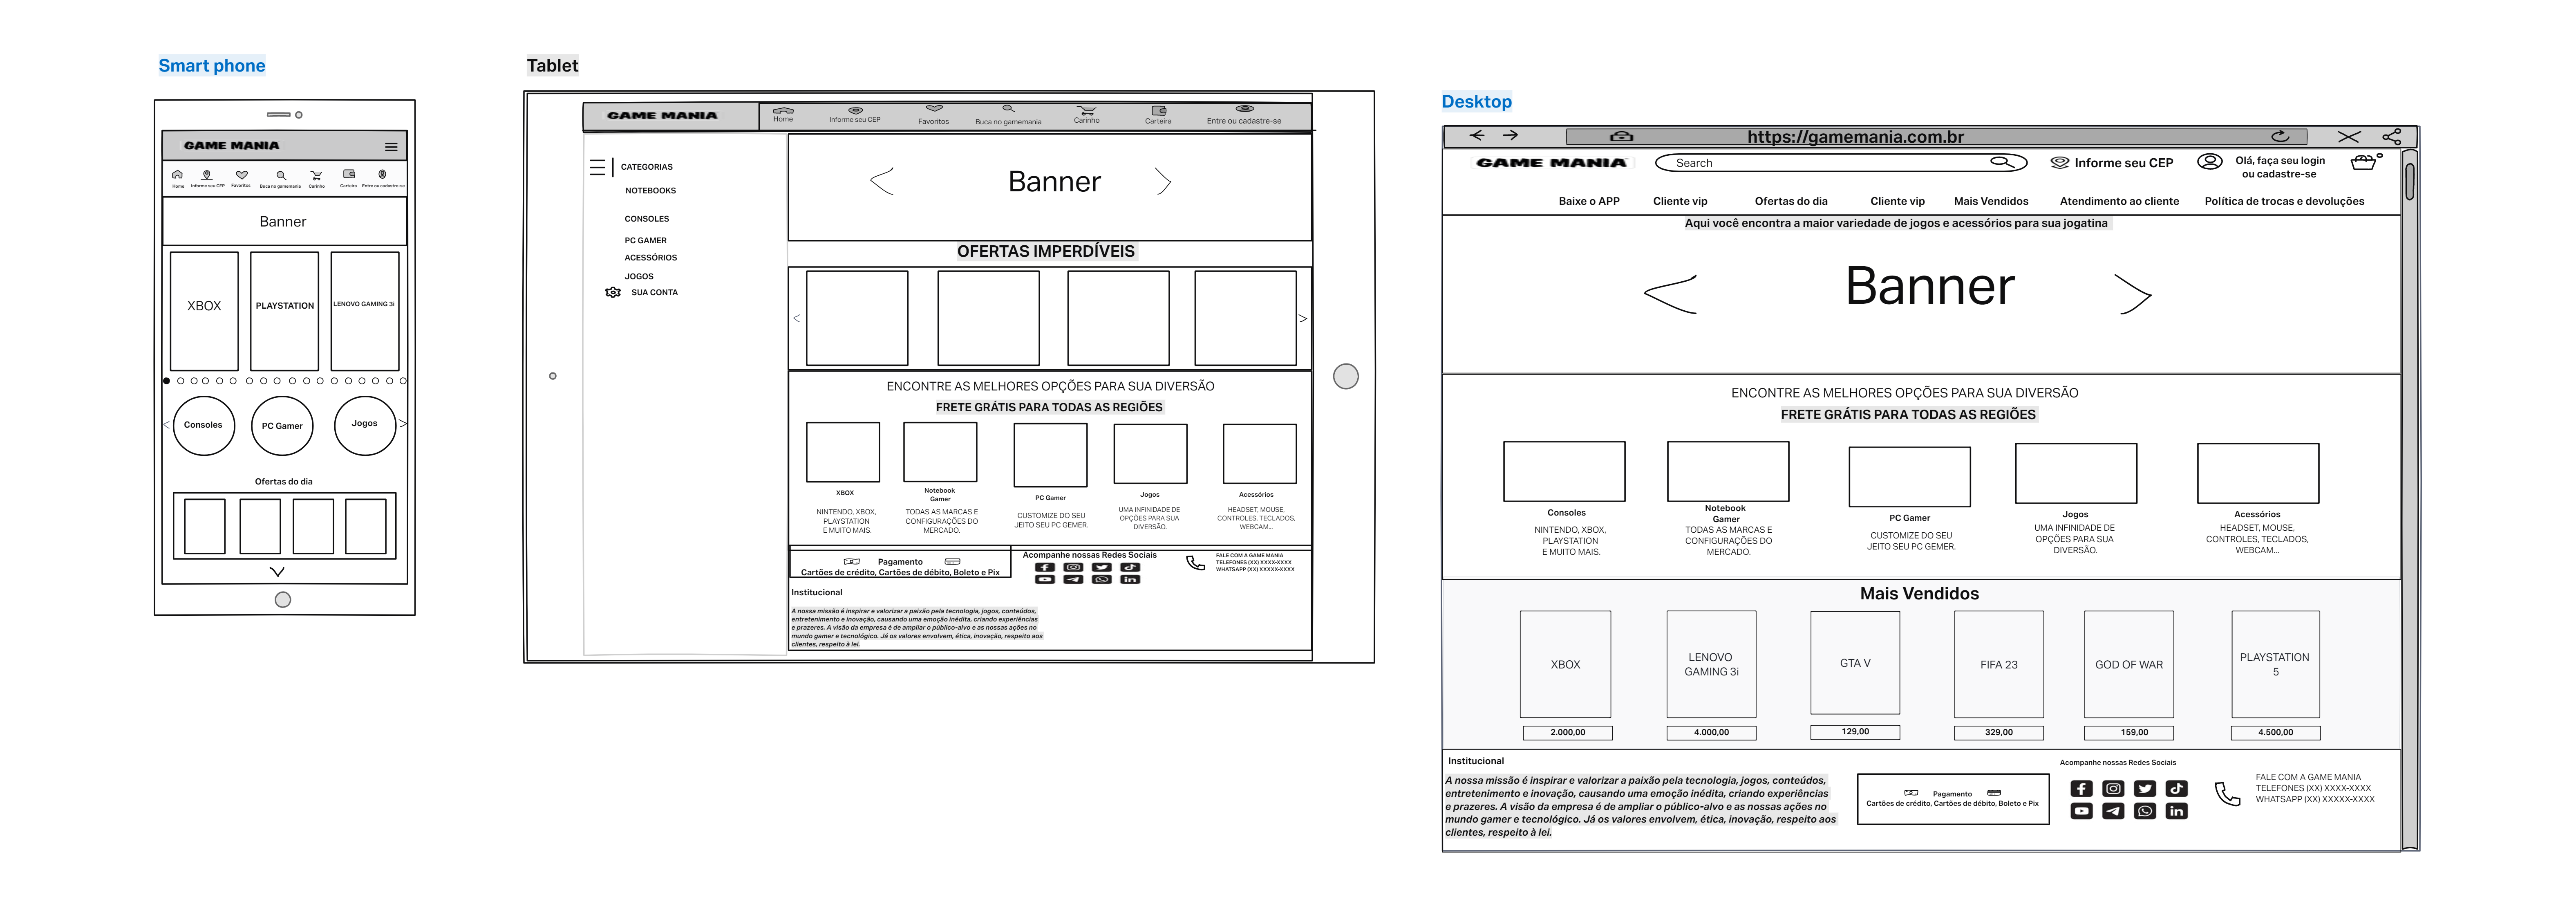 Smart phone
GAME MANIA
Home Informe seu CEP Favoritos Buca no gamemania Carinho Carteira Entre ou cadastre-se
Banner
XBOX PLAYSTATION LENOVO GAMING 3i
< Consoles PC Gamer Jogos >
Ofertas do dia
Tablet
GAME MANIA Home Informe seu CEP Favoritos Buca no gamemania Carinho Carteira Entre ou cadastre-se
CATEGORIAS
NOTEBOOKS
CONSOLES
PC GAMER
ACESSÓRIOS
JOGOS
SUA CONTA
Banner
OFERTAS IMPERDÍVEIS
< >
ENCONTRE AS MELHORES OPÇÕES PARA SUA DIVERSÃO
FRETE GRÁTIS PARA TODAS AS REGIÕES
XBOX
NINTENDO, XBOX,
PLAYSTATION
E MUITO MAIS.
Notebook
Gamer
TODAS AS MARCAS E
CONFIGURAÇÕES DO
MERCADO.
PC Gamer
CUSTOMIZE DO SEU
JEITO SEU PC GEMER.
Jogos
UMA INFINIDADE DE
OPÇÕES PARA SUA
DIVERSÃO.
Acessórios
HEADSET, MOUSE,
CONTROLES, TECLADOS,
WEBCAM...
Pagamento
Cartões de crédito, Cartões de débito, Boleto e Pix
Acompanhe nossas Redes Sociais
FALE COM A GAME MANIA
TELEFONES (XX) XXXX-XXXX
WHATSAPP (XX) XXXXX-XXXX
Institucional
A nossa missão é inspirar e valorizar a paixão pela tecnologia, jogos, conteúdos,
entretenimento e inovação, causando uma emoção inédita, criando experiências
e prazeres. A visão da empresa é de ampliar o público-alvo e as nossas ações no
mundo gamer e tecnológico. Já os valores envolvem, ética, inovação, respeito aos
clientes, respeito à lei.
Desktop
https://gamemania.com.br
GAME MANIA Search Informe seu CEP
Olá, faça seu login
ou cadastre-se
Baixe o APP Cliente vip Ofertas do dia Cliente vip Mais Vendidos Atendimento ao cliente Política de trocas e devoluções
Aqui você encontra a maior variedade de jogos e acessórios para sua jogatina
Banner
ENCONTRE AS MELHORES OPÇÕES PARA SUA DIVERSÃO
FRETE GRÁTIS PARA TODAS AS REGIÕES
Consoles
NINTENDO, XBOX,
PLAYSTATION
E MUITO MAIS.
Notebook
Gamer
TODAS AS MARCAS E
CONFIGURAÇÕES DO
MERCADO.
PC Gamer
CUSTOMIZE DO SEU
JEITO SEU PC GEMER.
Jogos
UMA INFINIDADE DE
OPÇÕES PARA SUA
DIVERSÃO.
Acessórios
HEADSET, MOUSE,
CONTROLES, TECLADOS,
WEBCAM...
Mais Vendidos
XBOX
2.000,00
LENOVO
GAMING 3i
4.000,00
GTA V
129,00
FIFA 23
329,00
GOD OF WAR
159,00
PLAYSTATION
5
4.500,00
Institucional
A nossa missão é inspirar e valorizar a paixão pela tecnologia, jogos, conteúdos,
entretenimento e inovação, causando uma emoção inédita, criando experiências
e prazeres. A visão da empresa é de ampliar o público-alvo e as nossas ações no
mundo gamer e tecnológico. Já os valores envolvem, ética, inovação, respeito aos
clientes, respeito à lei.
Pagamento
Cartões de crédito, Cartões de débito, Boleto e Pix
Acompanhe nossas Redes Sociais
FALE COM A GAME MANIA
TELEFONES (XX) XXXX-XXXX
WHATSAPP (XX) XXXXX-XXXX